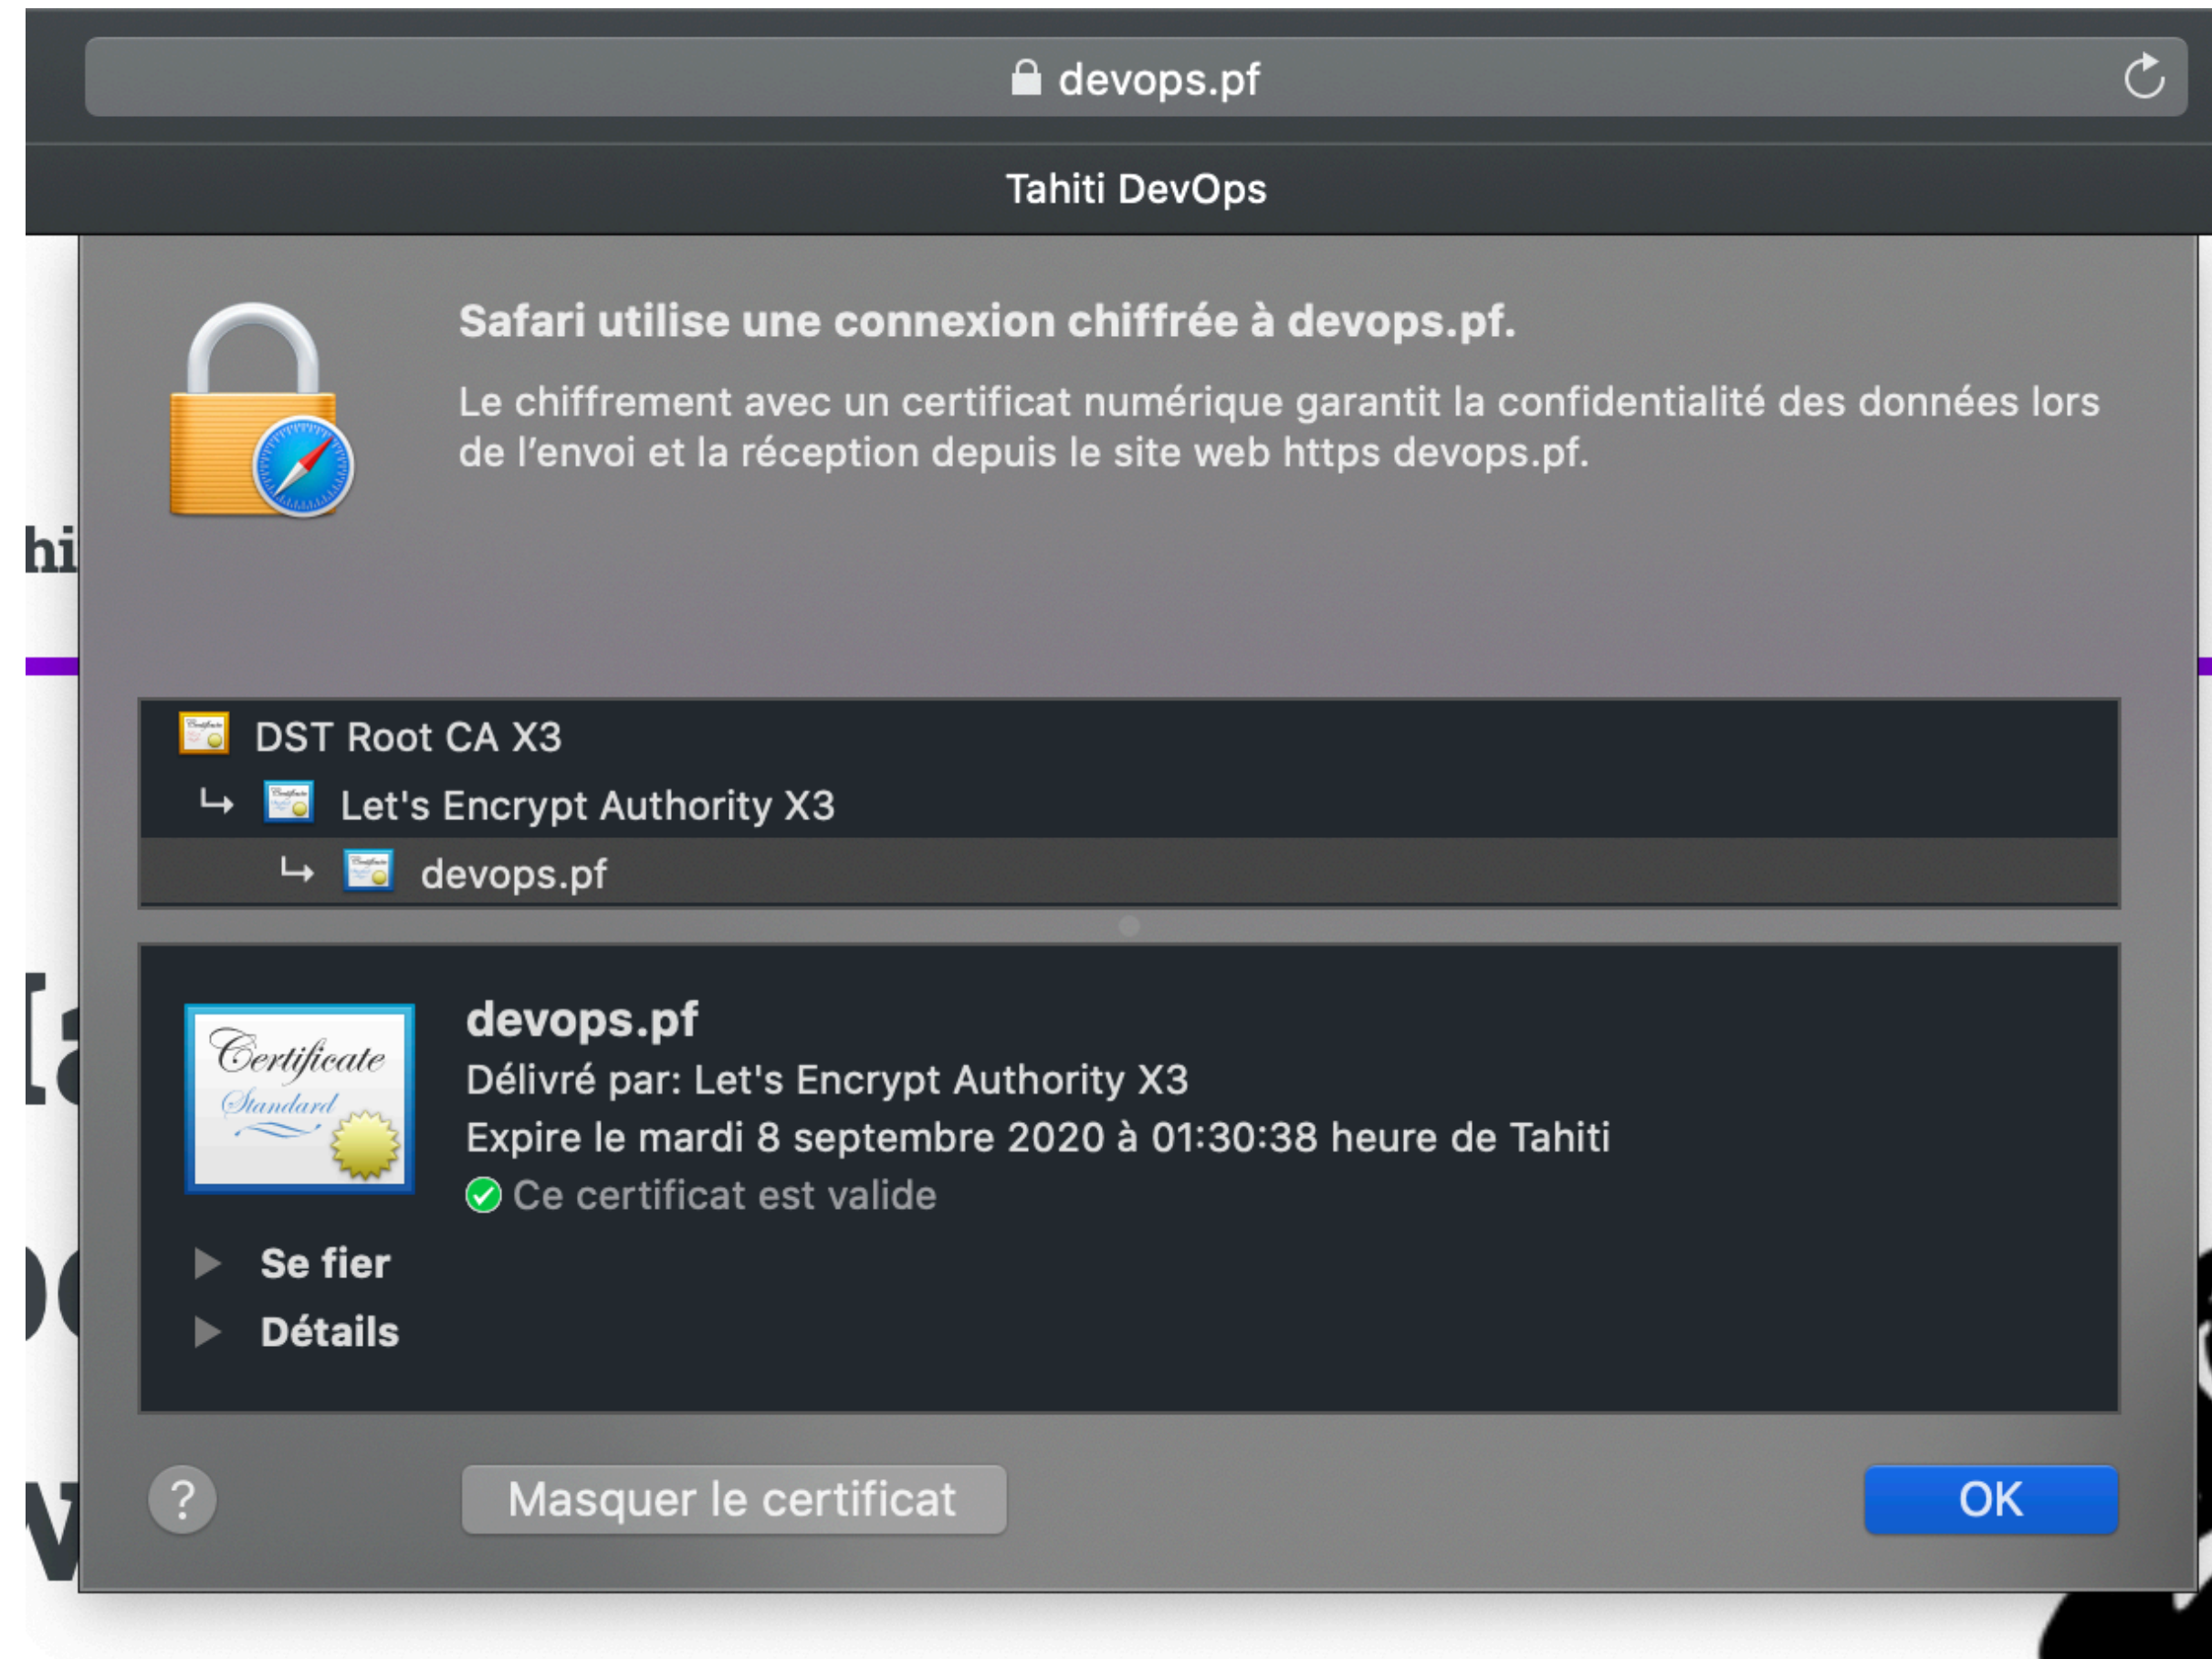 devops.pf
Tahiti DevOps
Safari utilise une connexion chiffrée à devops.pf.
Le chiffrement avec un certificat numérique garantit la confidentialité des données lors
de l’envoi et la réception depuis le site web https devops.pf.
hi
DST Root CA X3
Let's Encrypt Authority X3
devops.pf
Certificate
Standard
devops.pf
Délivré par: Let's Encrypt Authority X3
Expire le mardi 8 septembre 2020 à 01:30:38 heure de Tahiti
Ce certificat est valide
Se fier
Détails
?
Masquer le certificat
OK